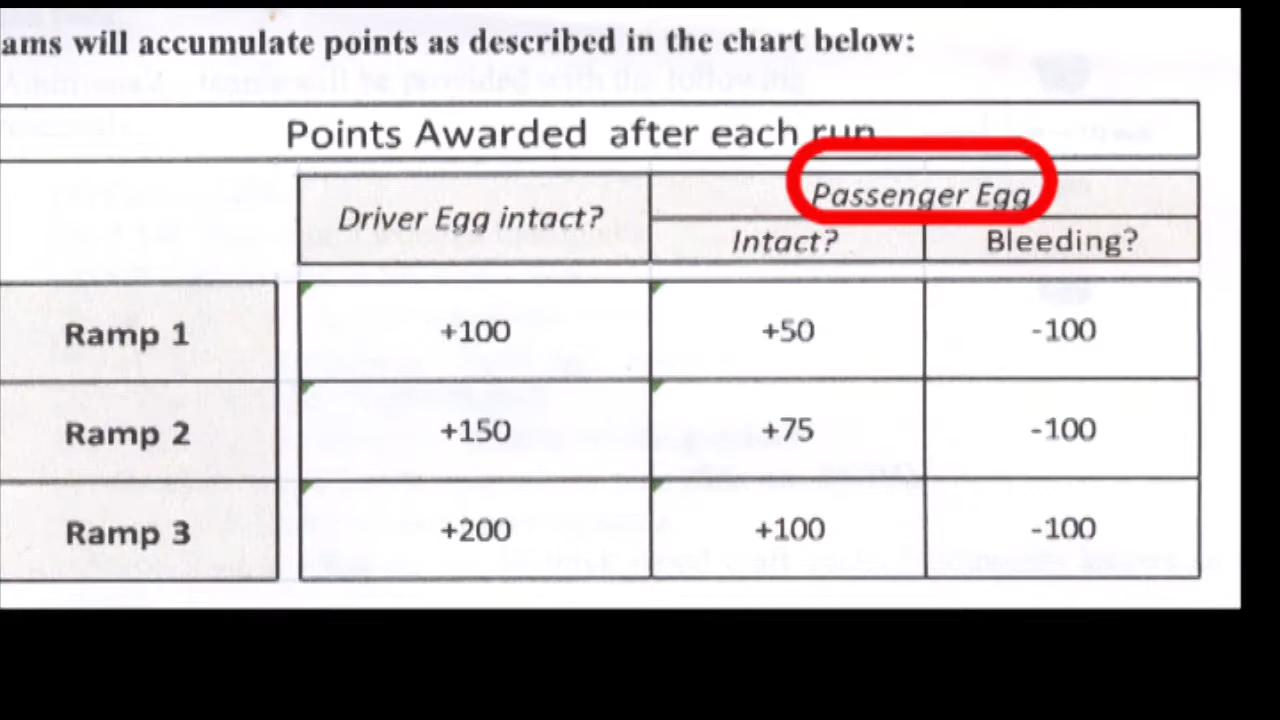 ams will accumulate points as described in the chart below:
Points Awarded after each run
Driver Egg intact?
Passenger Egg
Intact?
Bleeding?
Ramp 1 +100 +50 -100
Ramp 2 +150 +75 -100
Ramp 3 +200 +100 -100